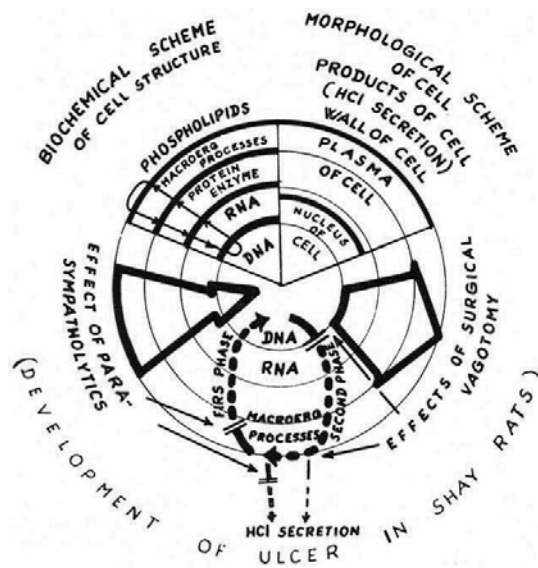 BIOCHEMICAL SCHEME
OF CELL STRUCTURE
MORPHOLOGICAL SCHEME
OF CELL
PRODUCTS OF CELL
(HCl SECRETION)
WALL OF CELL
PHOSPHOLIPIDS
MACROERG PROCESSES
PROTEIN
ENZYME
RNA
DNA
PLASMA
OF CELL
NUCLEUS
OF
CELL
EFFECT OF PARA-
SYMPATHOLYTICS
EFFECTS OF SURGICAL
VAGOTOMY
DNA
RNA
FIRS PHASE
SECOND PHASE
MACROERG
PROCESSES
HCl SECRETION
(DEVELOPMENT OF ULCER IN SHAY RATS)